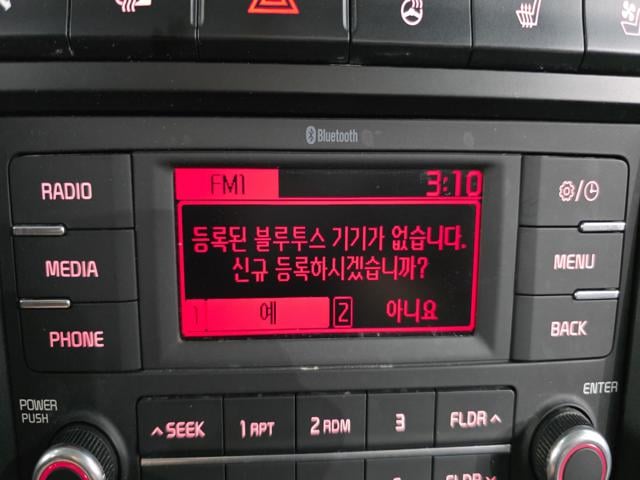 Bluetooth
RADIO
FM1 3:10
MEDIA
등록된 블루투스 기기가 없습니다.
신규 등록하시겠습니까?
MENU
1 예 2 아니요
PHONE
BACK
POWER
PUSH
ENTER
∧SEEK
1 RPT
2 RDM
3
FLDR∧